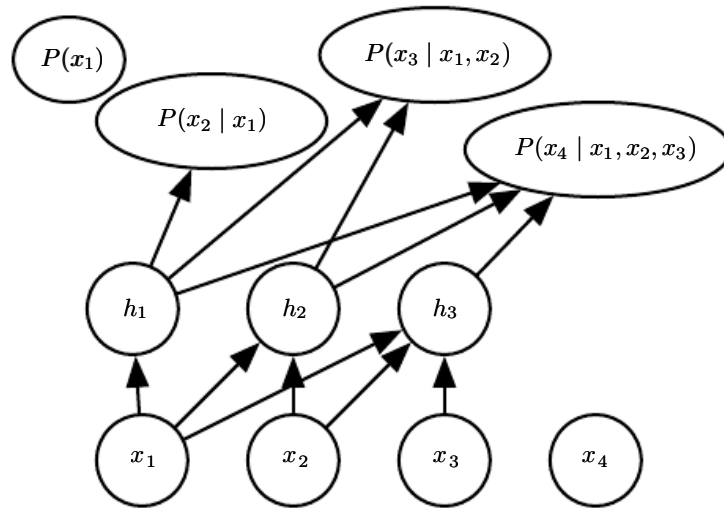 P(x₁)
P(x₂ | x₁)
P(x₃ | x₁, x₂)
P(x₄ | x₁, x₂, x₃)
h₁
h₂
h₃
x₁
x₂
x₃
x₄